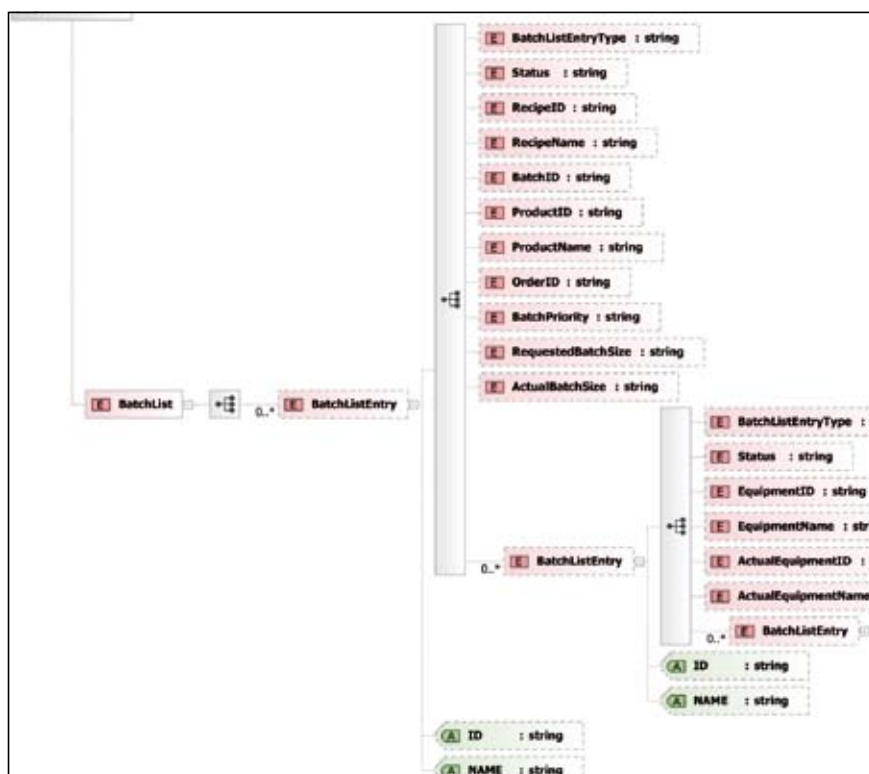 E BatchListEntryType : string
E Status : string
E RecipeID : string
E RecipeName : string
E BatchID : string
E ProductID : string
E ProductName : string
E OrderID : string
E BatchPriority : string
E RequestedBatchSize : string
E ActualBatchSize : string
E BatchList
0..* E BatchListEntry
E BatchListEntryType :
E Status : string
E EquipmentID : string
E EquipmentName : str
E ActualEquipmentID :
E ActualEquipmentName
0..* E BatchListEntry
0..* E BatchListEntry
A ID : string
A NAME : string
A ID : string
A NAME : string